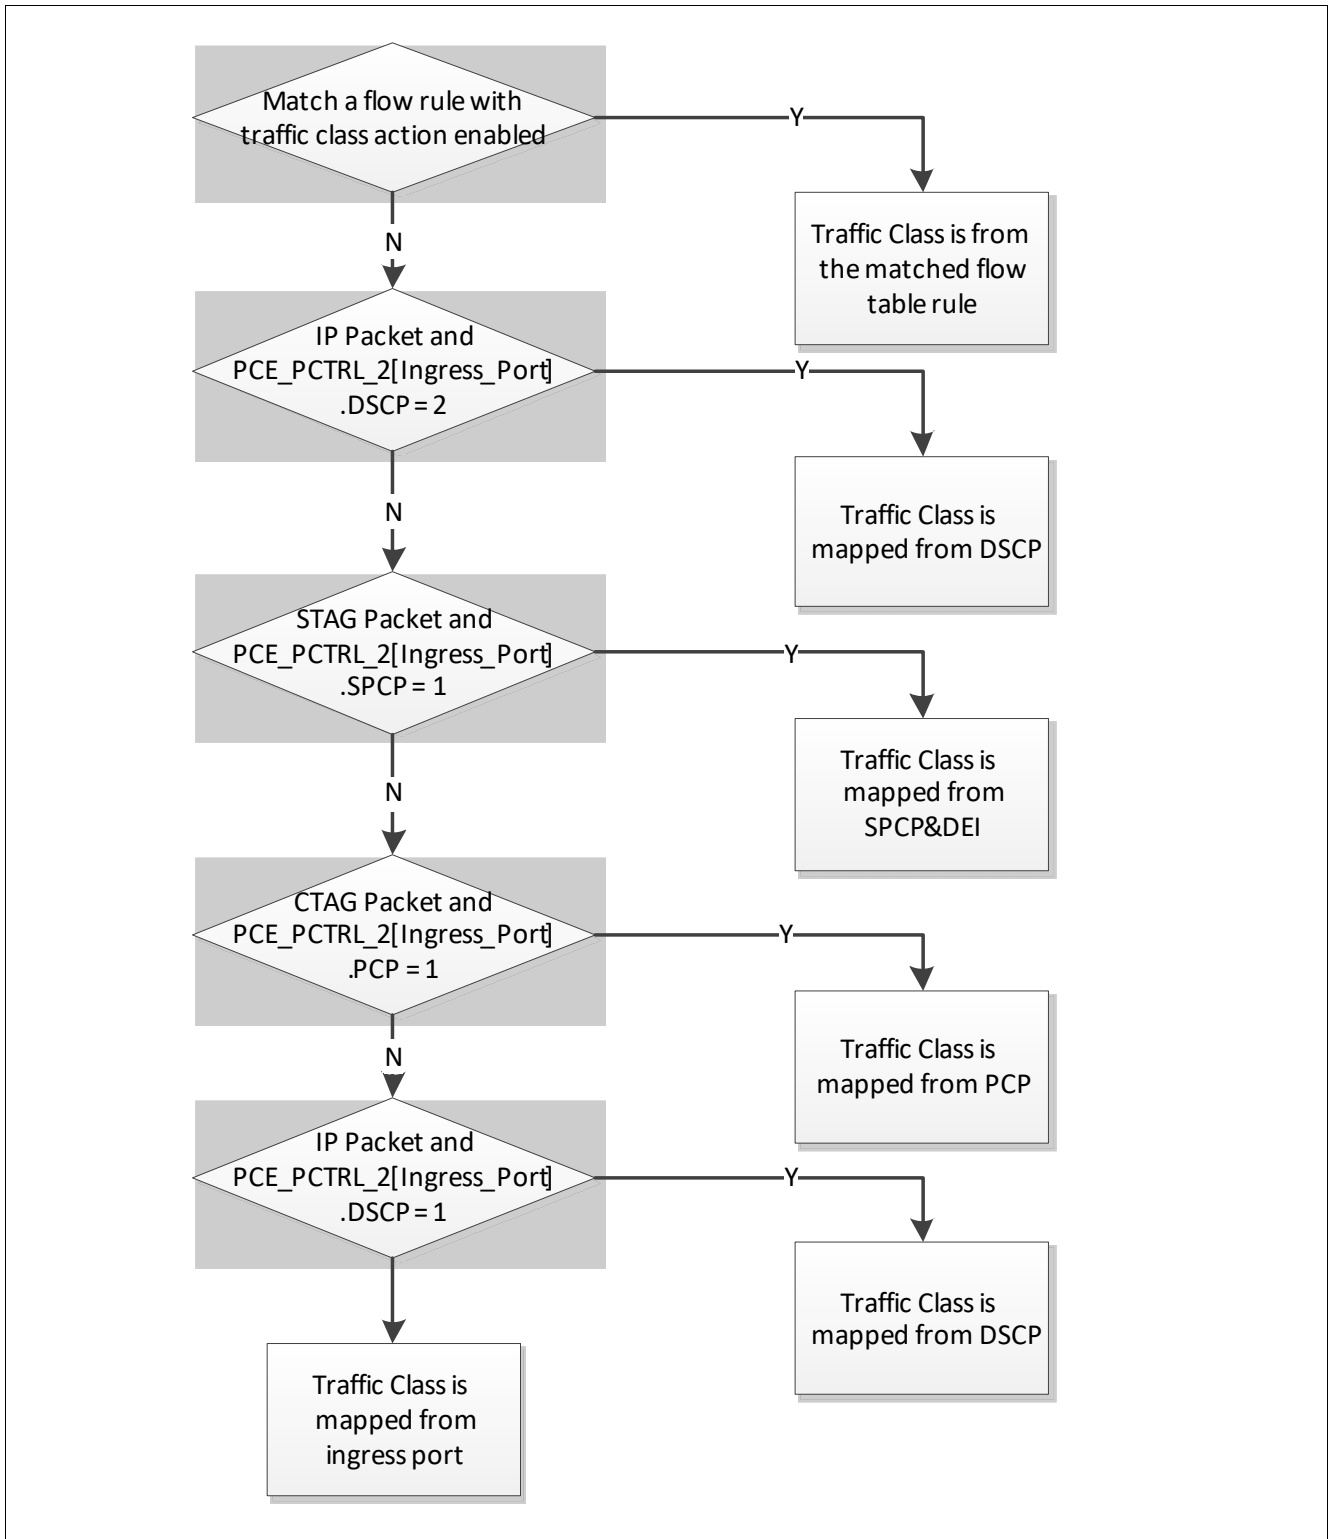 Match a flow rule with
traffic class action enabled
Y
Traffic Class is from
the matched flow
table rule
N
IP Packet and
PCE_PCTRL_2[Ingress_Port]
.DSCP = 2
Y
Traffic Class is
mapped from DSCP
N
STAG Packet and
PCE_PCTRL_2[Ingress_Port]
.SPCP = 1
Y
Traffic Class is
mapped from
SPCP&DEI
N
CTAG Packet and
PCE_PCTRL_2[Ingress_Port]
.PCP = 1
Y
Traffic Class is
mapped from PCP
N
IP Packet and
PCE_PCTRL_2[Ingress_Port]
.DSCP = 1
Y
Traffic Class is
mapped from DSCP
Traffic Class is
mapped from
ingress port